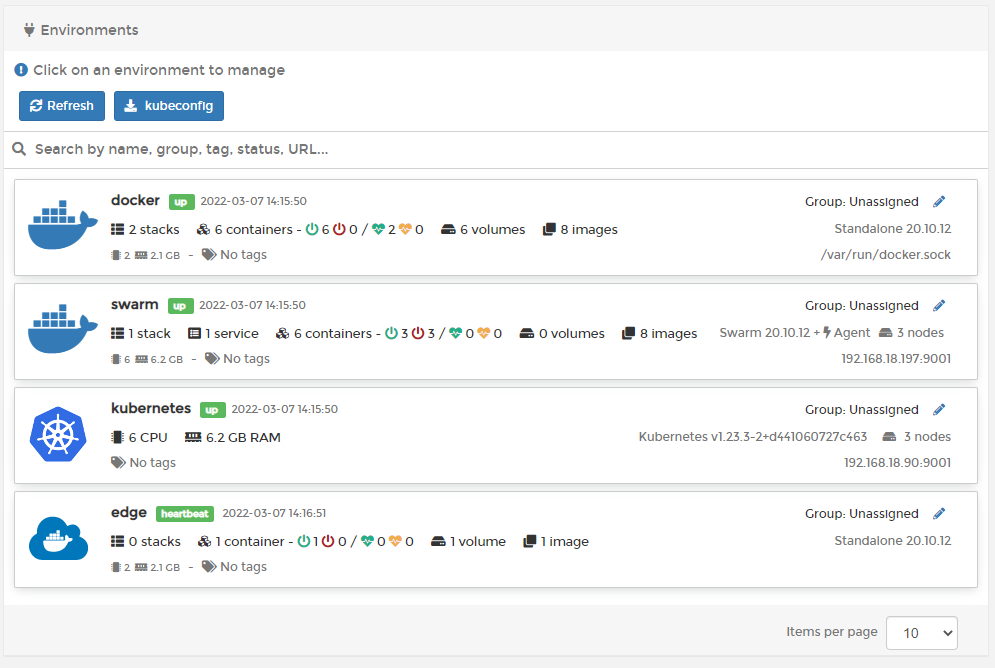 Environments
Click on an environment to manage
Refresh kubeconfig
Search by name, group, tag, status, URL...
docker up 2022-03-07 14:15:50 Group: Unassigned
2 stacks 6 containers - 6 0 / 2 0 6 volumes 8 images Standalone 20.10.12
2 2.1 GB - No tags /var/run/docker.sock
swarm up 2022-03-07 14:15:50 Group: Unassigned
1 stack 1 service 6 containers - 3 3 / 0 0 0 volumes 8 images Swarm 20.10.12 + Agent 3 nodes
6 6.2 GB - No tags 192.168.18.197:9001
kubernetes up 2022-03-07 14:15:50 Group: Unassigned
6 CPU 6.2 GB RAM Kubernetes v1.23.3-2+d441060727c463 3 nodes
No tags 192.168.18.90:9001
edge heartbeat 2022-03-07 14:16:51 Group: Unassigned
0 stacks 1 container - 1 0 / 0 0 1 volume 1 image Standalone 20.10.12
2 2.1 GB - No tags
Items per page 10